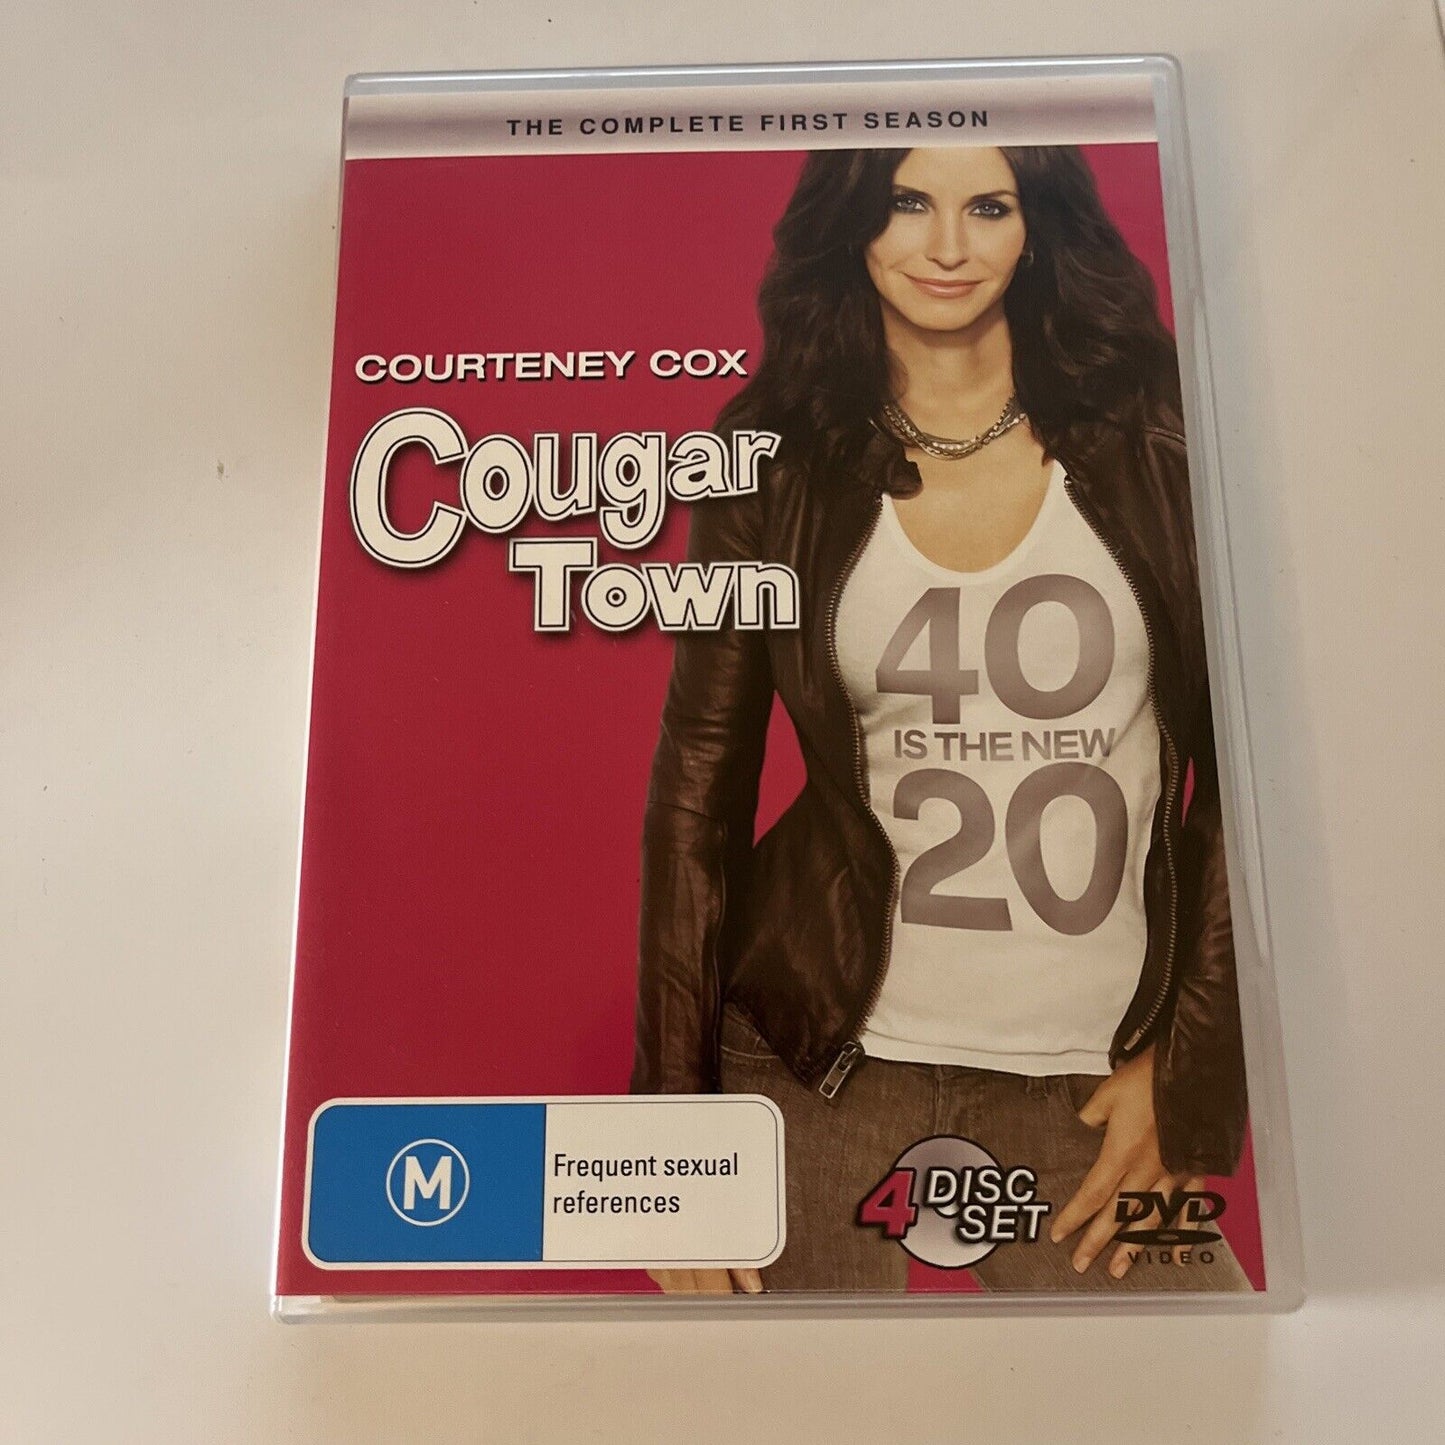 THE COMPLETE FIRST SEASON
COURTENEY COX
Cougar
Town
40
IS THE NEW
20
M
Frequent sexual
references
4 DISC
SET
DVD
VIDEO